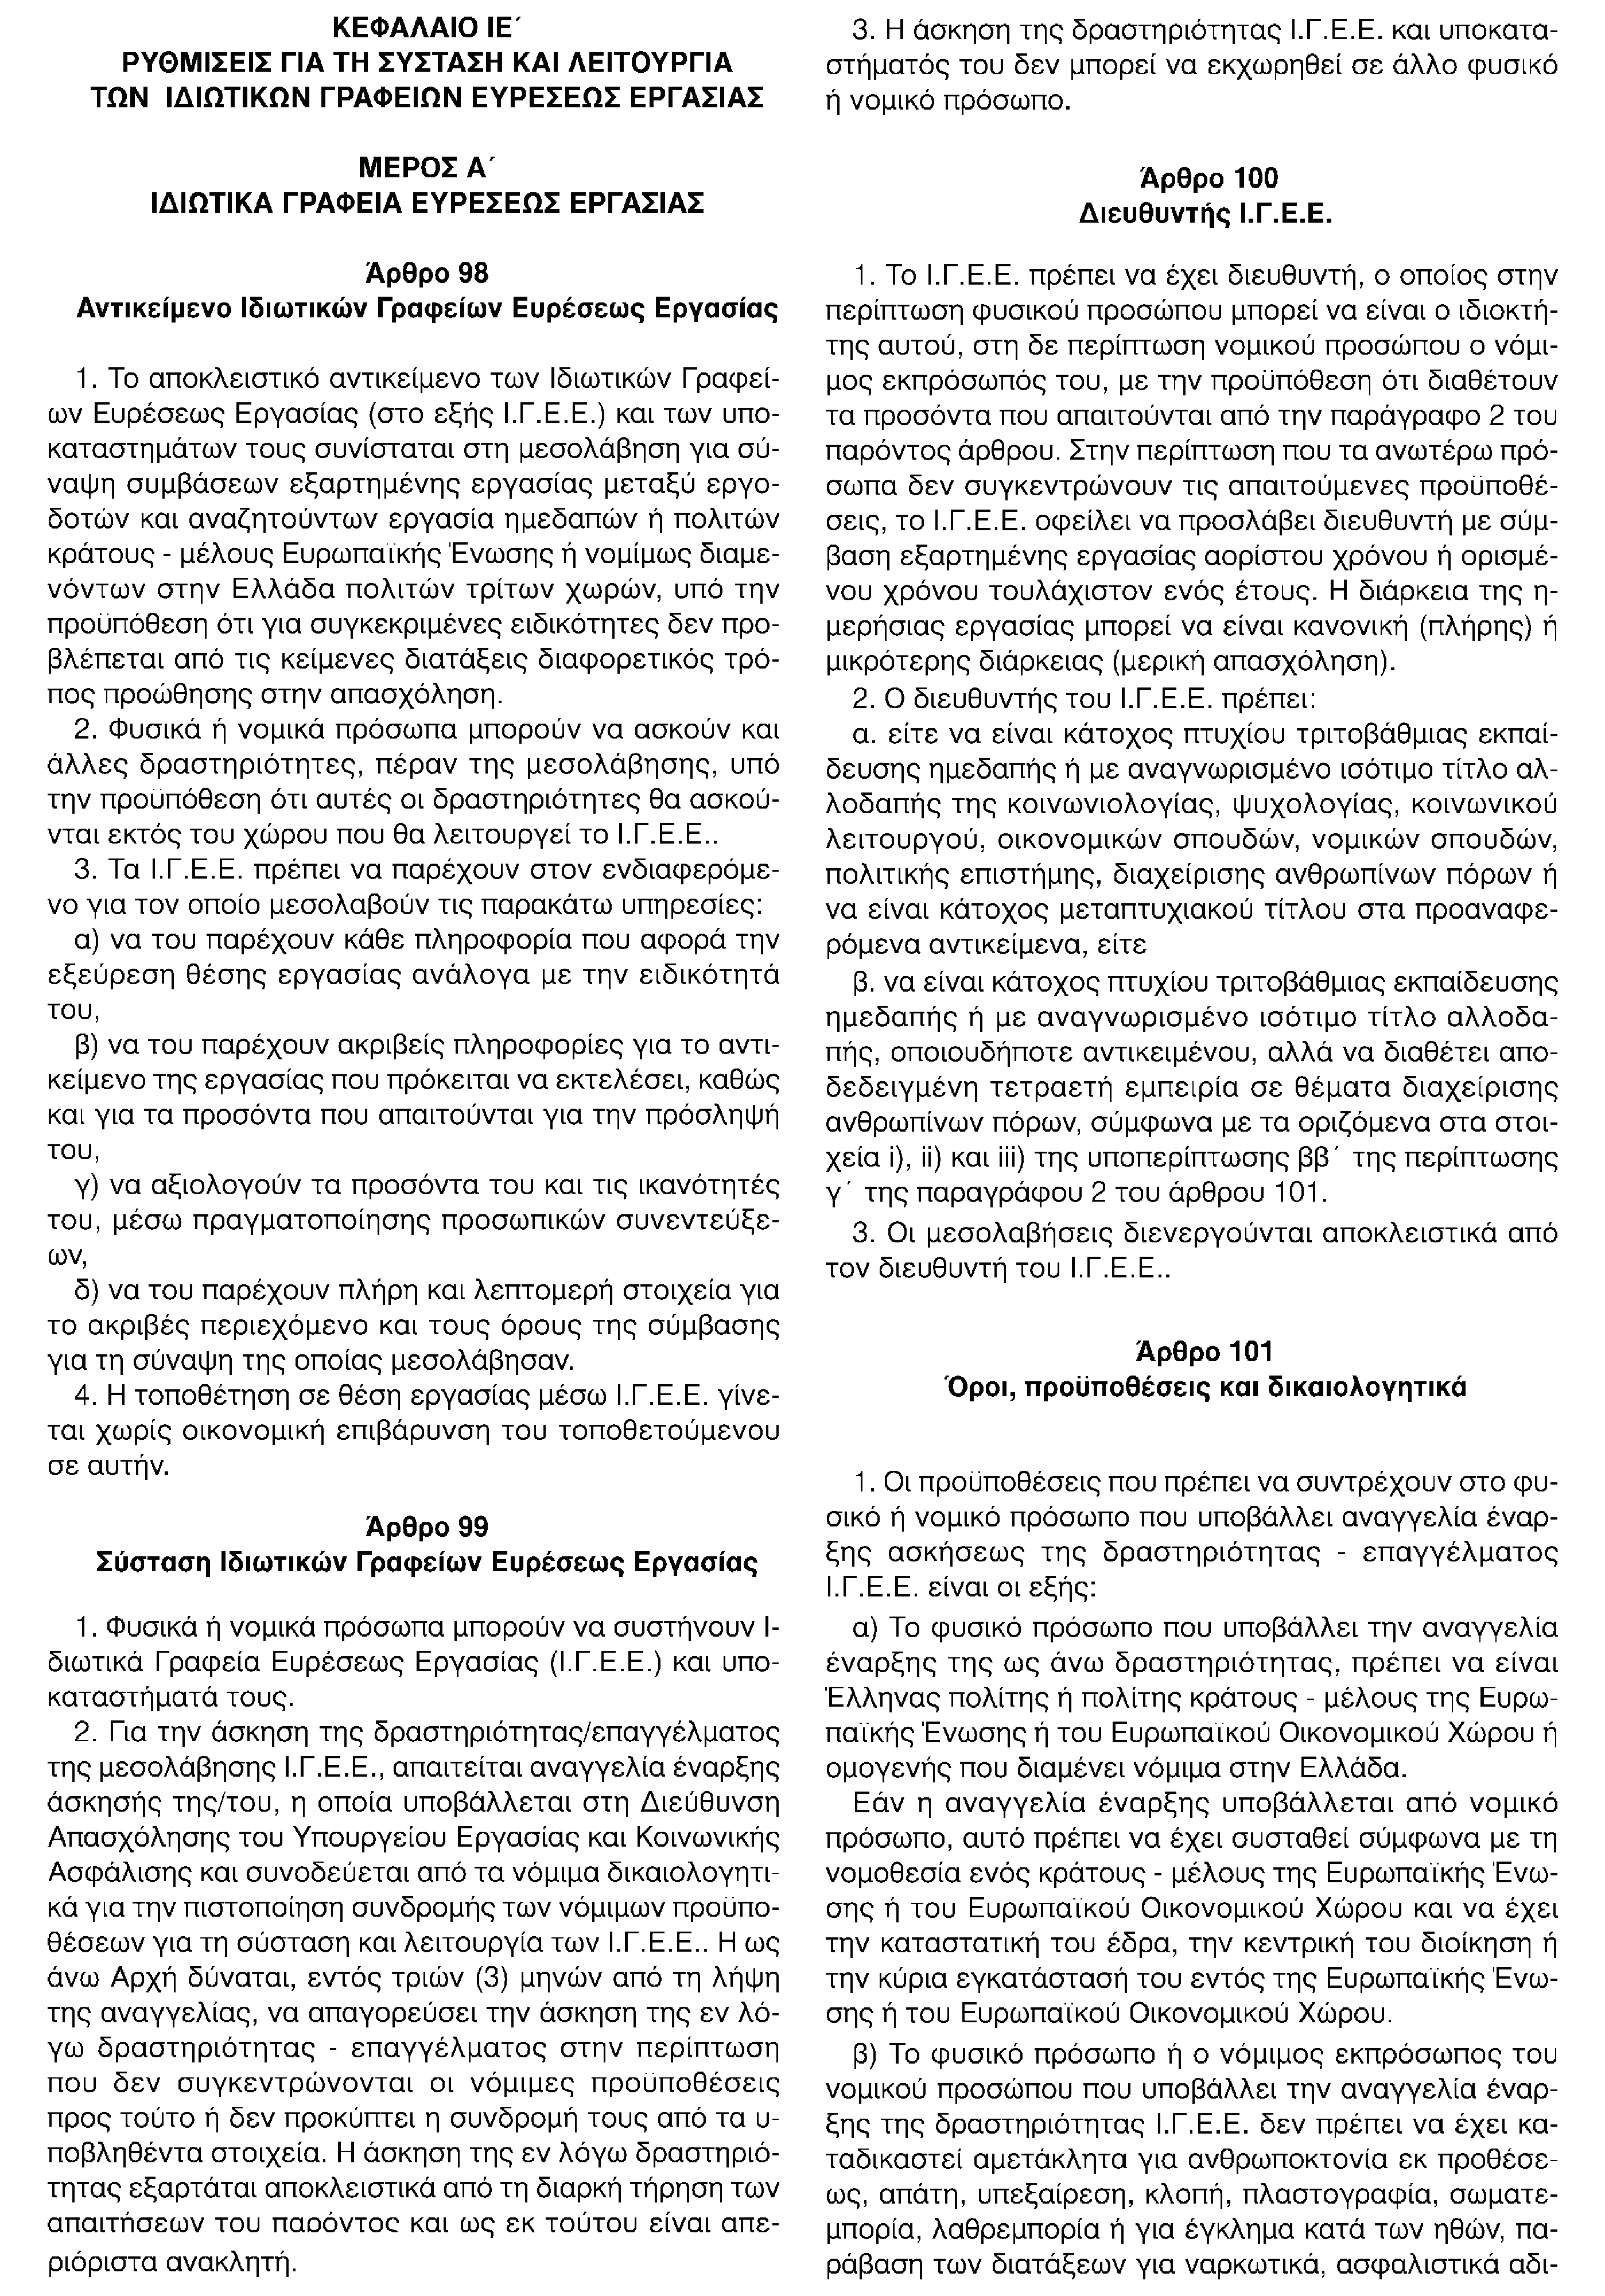 ΚΕΦΑΛΑΙΟ ΙΕ΄
ΡΥΘΜΙΣΕΙΣ ΓΙΑ ΤΗ ΣΥΣΤΑΣΗ ΚΑΙ ΛΕΙΤΟΥΡΓΙΑ
ΤΩΝ ΙΔΙΩΤΙΚΩΝ ΓΡΑΦΕΙΩΝ ΕΥΡΕΣΕΩΣ ΕΡΓΑΣΙΑΣ
ΜΕΡΟΣ Α΄
ΙΔΙΩΤΙΚΑ ΓΡΑΦΕΙΑ ΕΥΡΕΣΕΩΣ ΕΡΓΑΣΙΑΣ
Άρθρο 98
Αντικείμενο Ιδιωτικών Γραφείων Ευρέσεως Εργασίας
1. Το αποκλειστικό αντικείμενο των Ιδιωτικών Γραφεί-
ων Ευρέσεως Εργασίας (στο εξής Ι.Γ.Ε.Ε.) και των υπο-
καταστημάτων τους συνίσταται στη μεσολάβηση για σύ-
ναψη συμβάσεων εξαρτημένης εργασίας μεταξύ εργο-
δοτών και αναζητούντων εργασία ημεδαπών ή πολιτών
κράτους - μέλους Ευρωπαϊκής Ένωσης ή νομίμως διαμε-
νόντων στην Ελλάδα πολιτών τρίτων χωρών, υπό την
προϋπόθεση ότι για συγκεκριμένες ειδικότητες δεν προ-
βλέπεται από τις κείμενες διατάξεις διαφορετικός τρό-
πος προώθησης στην απασχόληση.
2. Φυσικά ή νομικά πρόσωπα μπορούν να ασκούν και
άλλες δραστηριότητες, πέραν της μεσολάβησης, υπό
την προϋπόθεση ότι αυτές οι δραστηριότητες θα ασκού-
νται εκτός του χώρου που θα λειτουργεί το Ι.Γ.Ε.Ε..
3. Τα Ι.Γ.Ε.Ε. πρέπει να παρέχουν στον ενδιαφερόμε-
νο για τον οποίο μεσολαβούν τις παρακάτω υπηρεσίες:
α) να του παρέχουν κάθε πληροφορία που αφορά την
εξεύρεση θέσης εργασίας ανάλογα με την ειδικότητά
του,
β) να του παρέχουν ακριβείς πληροφορίες για το αντι-
κείμενο της εργασίας που πρόκειται να εκτελέσει, καθώς
και για τα προσόντα που απαιτούνται για την πρόσληψή
του,
γ) να αξιολογούν τα προσόντα του και τις ικανότητές
του, μέσω πραγματοποίησης προσωπικών συνεντεύξε-
ων,
δ) να του παρέχουν πλήρη και λεπτομερή στοιχεία για
το ακριβές περιεχόμενο και τους όρους της σύμβασης
για τη σύναψη της οποίας μεσολάβησαν.
4. Η τοποθέτηση σε θέση εργασίας μέσω Ι.Γ.Ε.Ε. γίνε-
ται χωρίς οικονομική επιβάρυνση του τοποθετούμενου
σε αυτήν.
Άρθρο 99
Σύσταση Ιδιωτικών Γραφείων Ευρέσεως Εργασίας
1. Φυσικά ή νομικά πρόσωπα μπορούν να συστήνουν Ι-
διωτικά Γραφεία Ευρέσεως Εργασίας (Ι.Γ.Ε.Ε.) και υπο-
καταστήματά τους.
2. Για την άσκηση της δραστηριότητας/επαγγέλματος
της μεσολάβησης Ι.Γ.Ε.Ε., απαιτείται αναγγελία έναρξης
άσκησής της/του, η οποία υποβάλλεται στη Διεύθυνση
Απασχόλησης του Υπουργείου Εργασίας και Κοινωνικής
Ασφάλισης και συνοδεύεται από τα νόμιμα δικαιολογητι-
κά για την πιστοποίηση συνδρομής των νόμιμων προϋπο-
θέσεων για τη σύσταση και λειτουργία των Ι.Γ.Ε.Ε.. Η ως
άνω Αρχή δύναται, εντός τριών (3) μηνών από τη λήψη
της αναγγελίας, να απαγορεύσει την άσκηση της εν λό-
γω δραστηριότητας - επαγγέλματος στην περίπτωση
που δεν συγκεντρώνονται οι νόμιμες προϋποθέσεις
προς τούτο ή δεν προκύπτει η συνδρομή τους από τα υ-
ποβληθέντα στοιχεία. Η άσκηση της εν λόγω δραστηριό-
τητας εξαρτάται αποκλειστικά από τη διαρκή τήρηση των
απαιτήσεων του παρόντος και ως εκ τούτου είναι απε-
ριόριστα ανακλητή.
3. Η άσκηση της δραστηριότητας Ι.Γ.Ε.Ε. και υποκατα-
στήματός του δεν μπορεί να εκχωρηθεί σε άλλο φυσικό
ή νομικό πρόσωπο.
Άρθρο 100
Διευθυντής Ι.Γ.Ε.Ε.
1. Το Ι.Γ.Ε.Ε. πρέπει να έχει διευθυντή, ο οποίος στην
περίπτωση φυσικού προσώπου μπορεί να είναι ο ιδιοκτή-
της αυτού, στη δε περίπτωση νομικού προσώπου ο νόμι-
μος εκπρόσωπός του, με την προϋπόθεση ότι διαθέτουν
τα προσόντα που απαιτούνται από την παράγραφο 2 του
παρόντος άρθρου. Στην περίπτωση που τα ανωτέρω πρό-
σωπα δεν συγκεντρώνουν τις απαιτούμενες προϋποθέ-
σεις, το Ι.Γ.Ε.Ε. οφείλει να προσλάβει διευθυντή με σύμ-
βαση εξαρτημένης εργασίας αορίστου χρόνου ή ορισμέ-
νου χρόνου τουλάχιστον ενός έτους. Η διάρκεια της η-
μερήσιας εργασίας μπορεί να είναι κανονική (πλήρης) ή
μικρότερης διάρκειας (μερική απασχόληση).
2. Ο διευθυντής του Ι.Γ.Ε.Ε. πρέπει:
α. είτε να είναι κάτοχος πτυχίου τριτοβάθμιας εκπαί-
δευσης ημεδαπής ή με αναγνωρισμένο ισότιμο τίτλο αλ-
λοδαπής της κοινωνιολογίας, ψυχολογίας, κοινωνικού
λειτουργού, οικονομικών σπουδών, νομικών σπουδών,
πολιτικής επιστήμης, διαχείρισης ανθρωπίνων πόρων ή
να είναι κάτοχος μεταπτυχιακού τίτλου στα προαναφε-
ρόμενα αντικείμενα, είτε
β. να είναι κάτοχος πτυχίου τριτοβάθμιας εκπαίδευσης
ημεδαπής ή με αναγνωρισμένο ισότιμο τίτλο αλλοδα-
πής, οποιουδήποτε αντικειμένου, αλλά να διαθέτει απο-
δεδειγμένη τετραετή εμπειρία σε θέματα διαχείρισης
ανθρωπίνων πόρων, σύμφωνα με τα οριζόμενα στα στοι-
χεία i), ii) και iii) της υποπερίπτωσης ββ΄ της περίπτωσης
γ΄ της παραγράφου 2 του άρθρου 101.
3. Οι μεσολαβήσεις διενεργούνται αποκλειστικά από
τον διευθυντή του Ι.Γ.Ε.Ε..
Άρθρο 101
Όροι, προϋποθέσεις και δικαιολογητικά
1. Οι προϋποθέσεις που πρέπει να συντρέχουν στο φυ-
σικό ή νομικό πρόσωπο που υποβάλλει αναγγελία έναρ-
ξης ασκήσεως της δραστηριότητας - επαγγέλματος
Ι.Γ.Ε.Ε. είναι οι εξής:
α) Το φυσικό πρόσωπο που υποβάλλει την αναγγελία
έναρξης της ως άνω δραστηριότητας, πρέπει να είναι
Έλληνας πολίτης ή πολίτης κράτους - μέλους της Ευρω-
παϊκής Ένωσης ή του Ευρωπαϊκού Οικονομικού Χώρου ή
ομογενής που διαμένει νόμιμα στην Ελλάδα.
Εάν η αναγγελία έναρξης υποβάλλεται από νομικό
πρόσωπο, αυτό πρέπει να έχει συσταθεί σύμφωνα με τη
νομοθεσία ενός κράτους - μέλους της Ευρωπαϊκής Ένω-
σης ή του Ευρωπαϊκού Οικονομικού Χώρου και να έχει
την καταστατική του έδρα, την κεντρική του διοίκηση ή
την κύρια εγκατάστασή του εντός της Ευρωπαϊκής Ένω-
σης ή του Ευρωπαϊκού Οικονομικού Χώρου.
β) Το φυσικό πρόσωπο ή ο νόμιμος εκπρόσωπος του
νομικού προσώπου που υποβάλλει την αναγγελία έναρ-
ξης της δραστηριότητας Ι.Γ.Ε.Ε. δεν πρέπει να έχει κα-
ταδικαστεί αμετάκλητα για ανθρωποκτονία εκ προθέσε-
ως, απάτη, υπεξαίρεση, κλοπή, πλαστογραφία, σωματε-
μπορία, λαθρεμπορία ή για έγκλημα κατά των ηθών, πα-
ράβαση των διατάξεων για ναρκωτικά, ασφαλιστικά αδι-